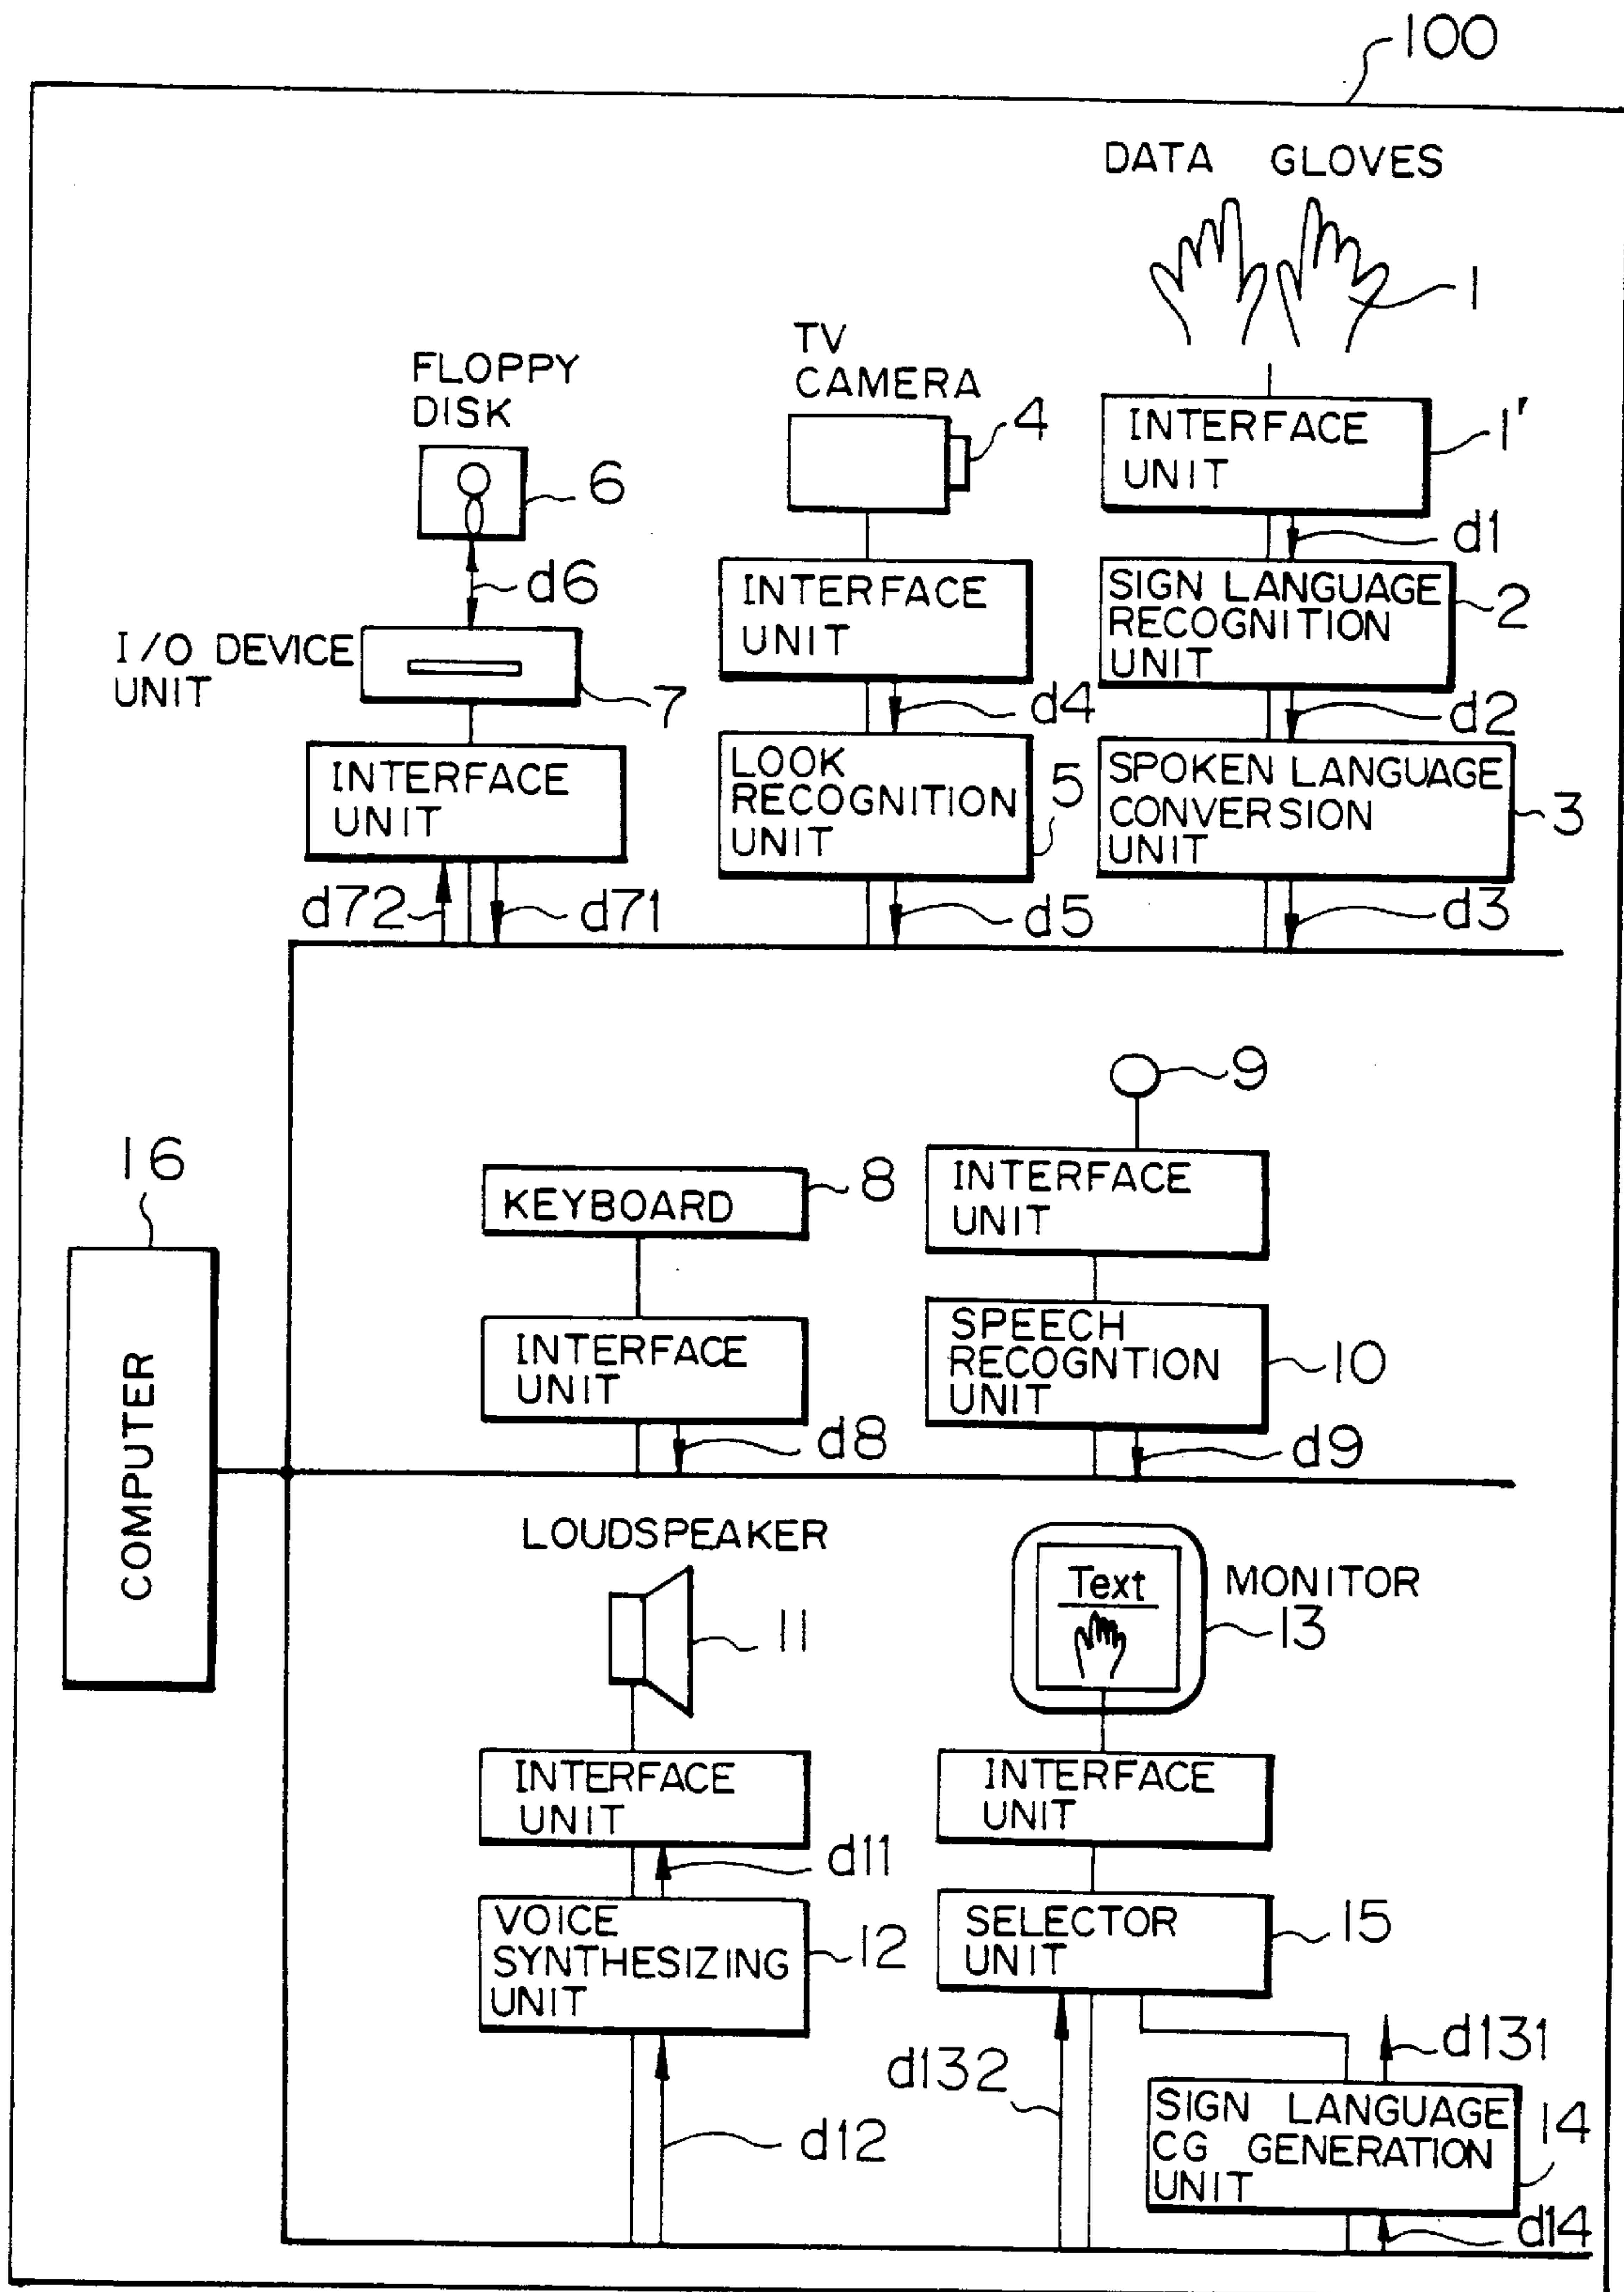 100
DATA GLOVES
1
TV
CAMERA
4
FLOPPY
DISK
6
INTERFACE
UNIT
1'
d1
d6
I/O DEVICE
UNIT
7
INTERFACE
UNIT
d4
SIGN LANGUAGE
RECOGNITION
UNIT
2
d2
INTERFACE
UNIT
d72
d71
LOOK
RECOGNITION
UNIT
5
d5
SPOKEN LANGUAGE
CONVERSION
UNIT
3
d3
9
16
COMPUTER
KEYBOARD
8
INTERFACE
UNIT
INTERFACE
UNIT
d8
SPEECH
RECOGNTION
UNIT
10
d9
LOUDSPEAKER
11
Text
MONITOR
13
INTERFACE
UNIT
d11
INTERFACE
UNIT
VOICE
SYNTHESIZING
UNIT
12
d12
SELECTOR
UNIT
15
d132
d131
SIGN LANGUAGE
CG GENERATION
UNIT
14
d14